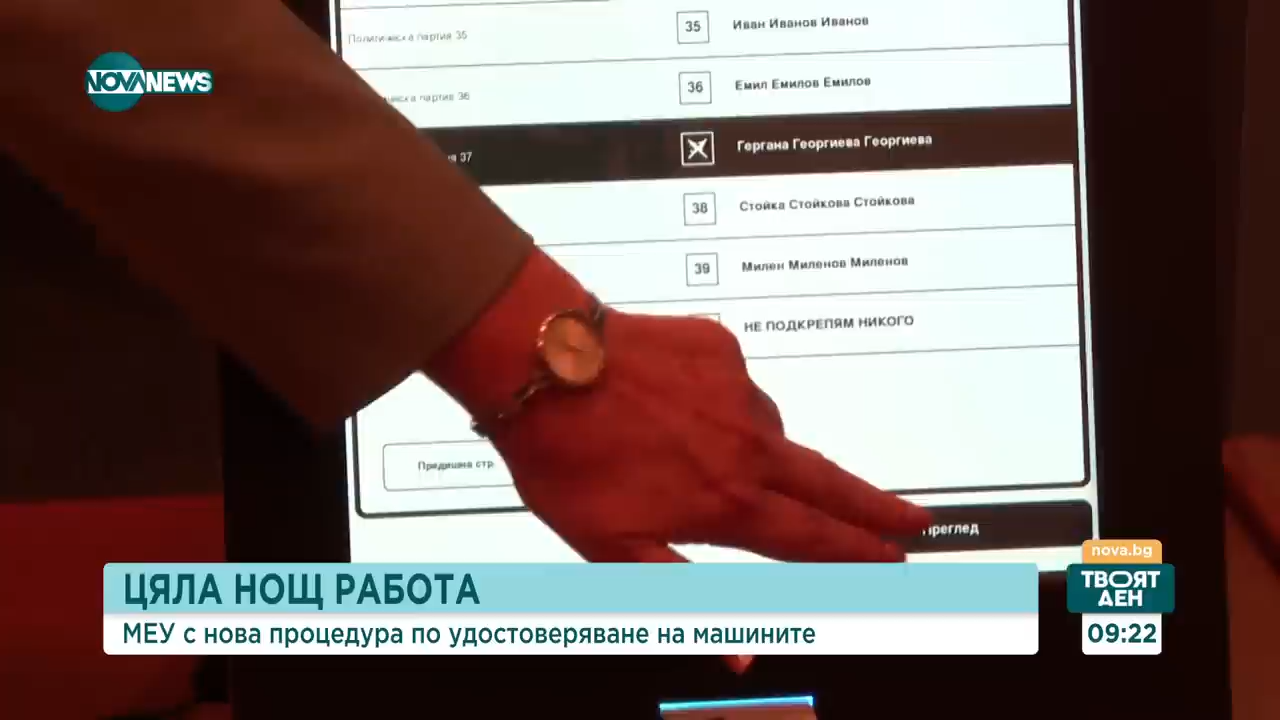 Политическа партия 35
35
Иван Иванов Иванов
NOVA NEWS
партия 36
36
Емил Емилов Емилов
37
Гергана Георгиева Георгиева
38
Стойка Стойкова Стойкова
39
Милен Миленов Миленов
НЕ ПОДКРЕПЯМ НИКОГО
Предишна стр
Преглед
nova.bg
ТВОЯТ
ДЕН
09:22
ЦЯЛА НОЩ РАБОТА
МЕУ с нова процедура по удостоверяване на машините